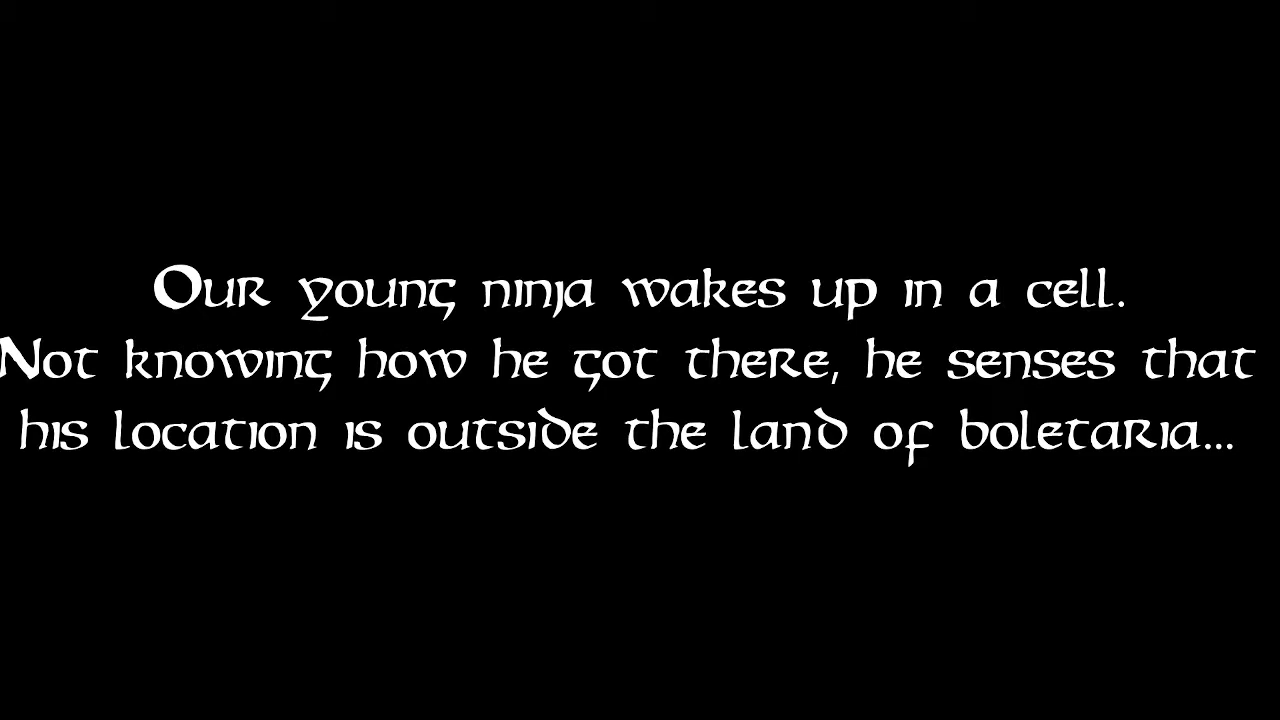 Our young ninja wakes up in a cell.
Not knowing how he got there, he senses that
his location is outside the land of boletaria...